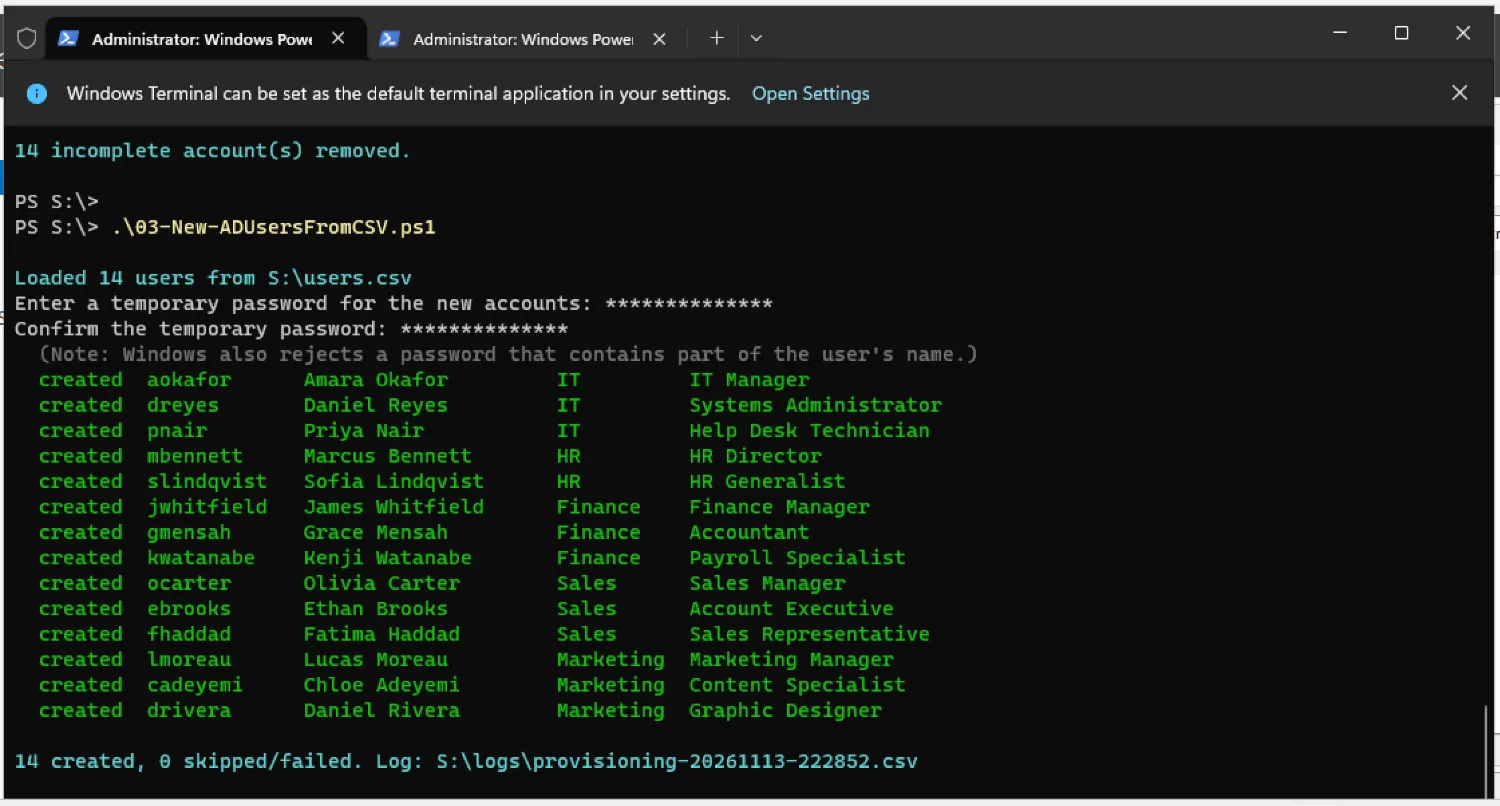 Administrator: Windows Powe
Administrator: Windows Power
Windows Terminal can be set as the default terminal application in your settings. Open Settings
14 incomplete account(s) removed.
PS S:\>
PS S:\> .\03-New-ADUsersFromCSV.ps1
Loaded 14 users from S:\users.csv
Enter a temporary password for the new accounts: **************
Confirm the temporary password: **************
(Note: Windows also rejects a password that contains part of the user's name.)
created aokafor Amara Okafor IT IT Manager
created dreyes Daniel Reyes IT Systems Administrator
created pnair Priya Nair IT Help Desk Technician
created mbennett Marcus Bennett HR HR Director
created slindqvist Sofia Lindqvist HR HR Generalist
created jwhitfield James Whitfield Finance Finance Manager
created gmensah Grace Mensah Finance Accountant
created kwatanabe Kenji Watanabe Finance Payroll Specialist
created ocarter Olivia Carter Sales Sales Manager
created ebrooks Ethan Brooks Sales Account Executive
created fhaddad Fatima Haddad Sales Sales Representative
created lmoreau Lucas Moreau Marketing Marketing Manager
created cadeyemi Chloe Adeyemi Marketing Content Specialist
created drivera Daniel Rivera Marketing Graphic Designer
14 created, 0 skipped/failed. Log: S:\logs\provisioning-20261113-222852.csv